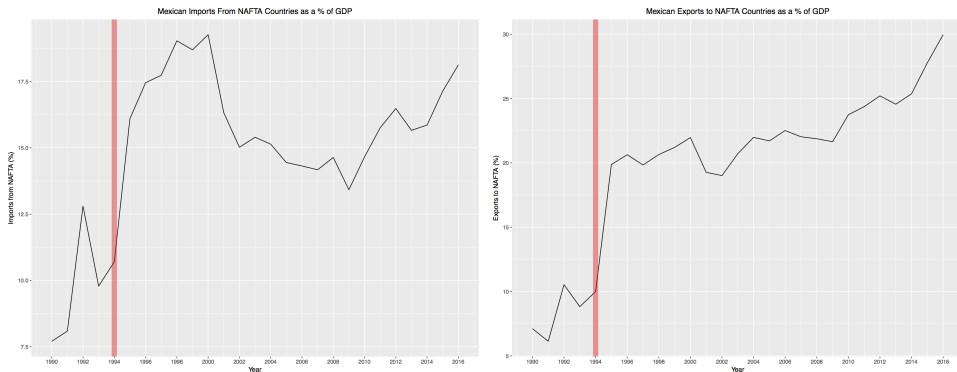 Mexican Imports From NAFTA Countries as a % of GDP
Imports from NAFTA (%)
17.5
15.0
12.5
10.0
7.5
1990 1992 1994 1996 1998 2000 2002 2004 2006 2008 2010 2012 2014 2016
Year
Mexican Exports to NAFTA Countries as a % of GDP
Exports to NAFTA (%)
30
25
20
15
10
5
1990 1992 1994 1996 1998 2000 2002 2004 2006 2008 2010 2012 2014 2016
Year